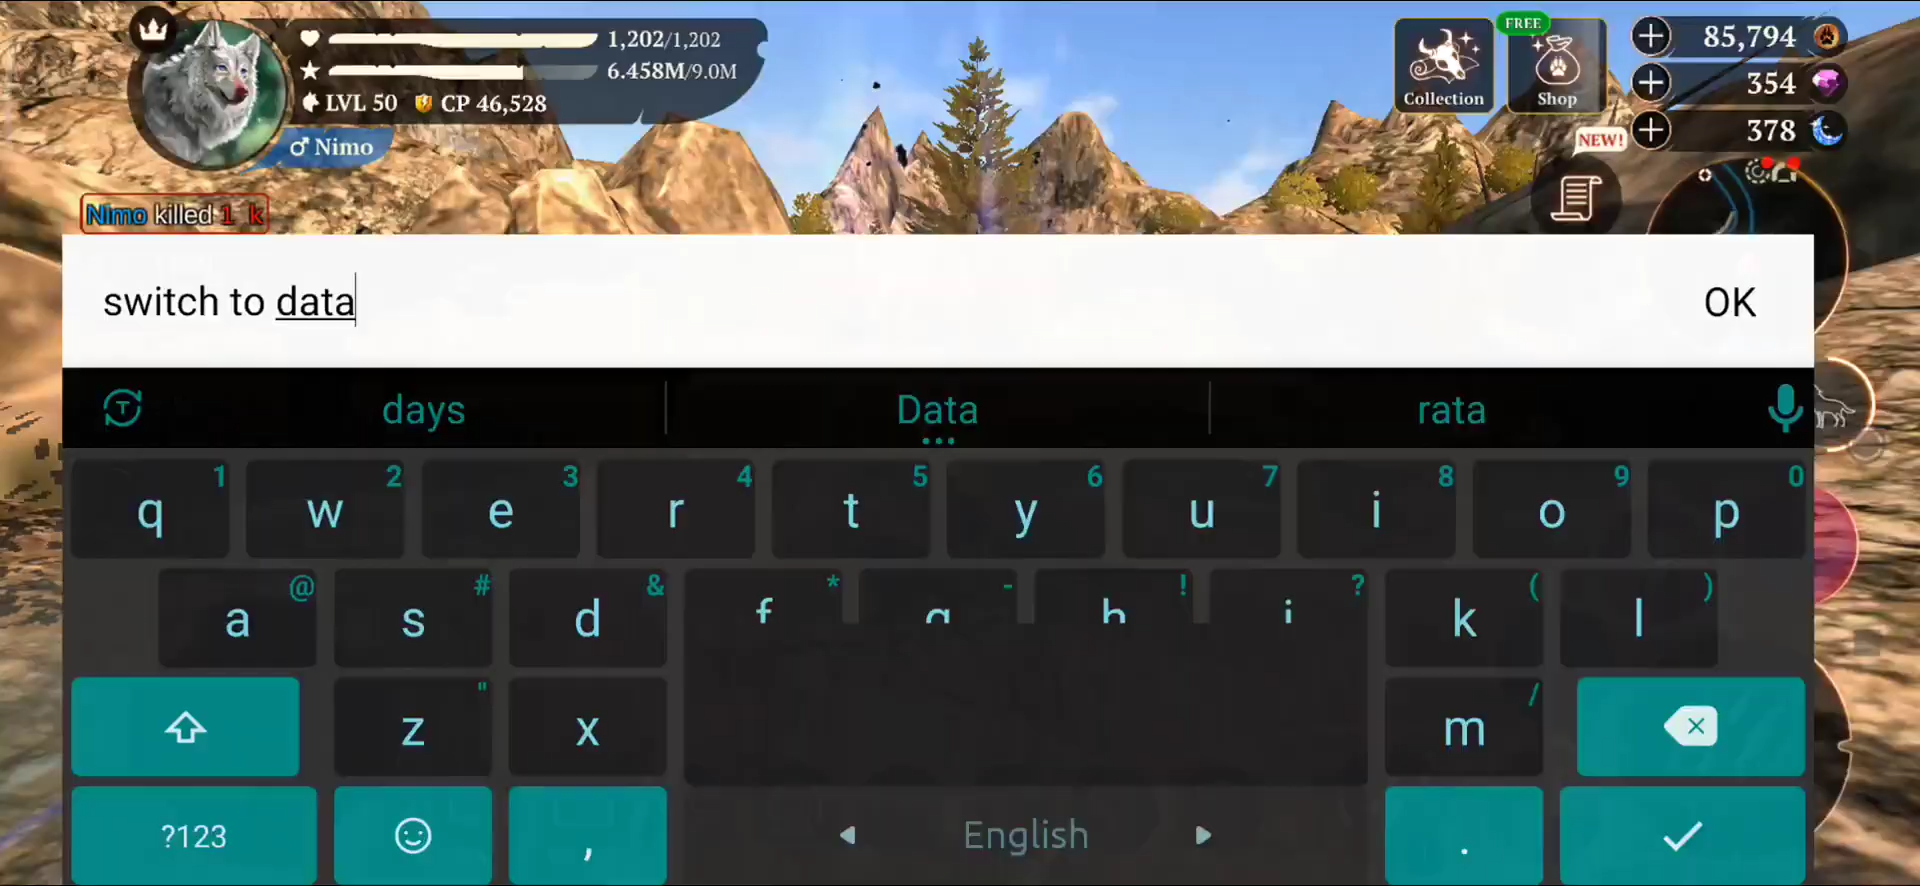 1,202/1,202
6.458M/9.0M
LVL 50 CP 46,528
♂ Nimo
Collection
FREE
Shop
85,794
354
378
NEW!
Nimo killed 1 k
switch to data
OK
days Data rata
q 1 w 2 e 3 r 4 t 5 y 6 u 7 i 8 o 9 p 0
a @ s # d & f * g - h ! j ? k ( l )
z " x m /
?123 , English .